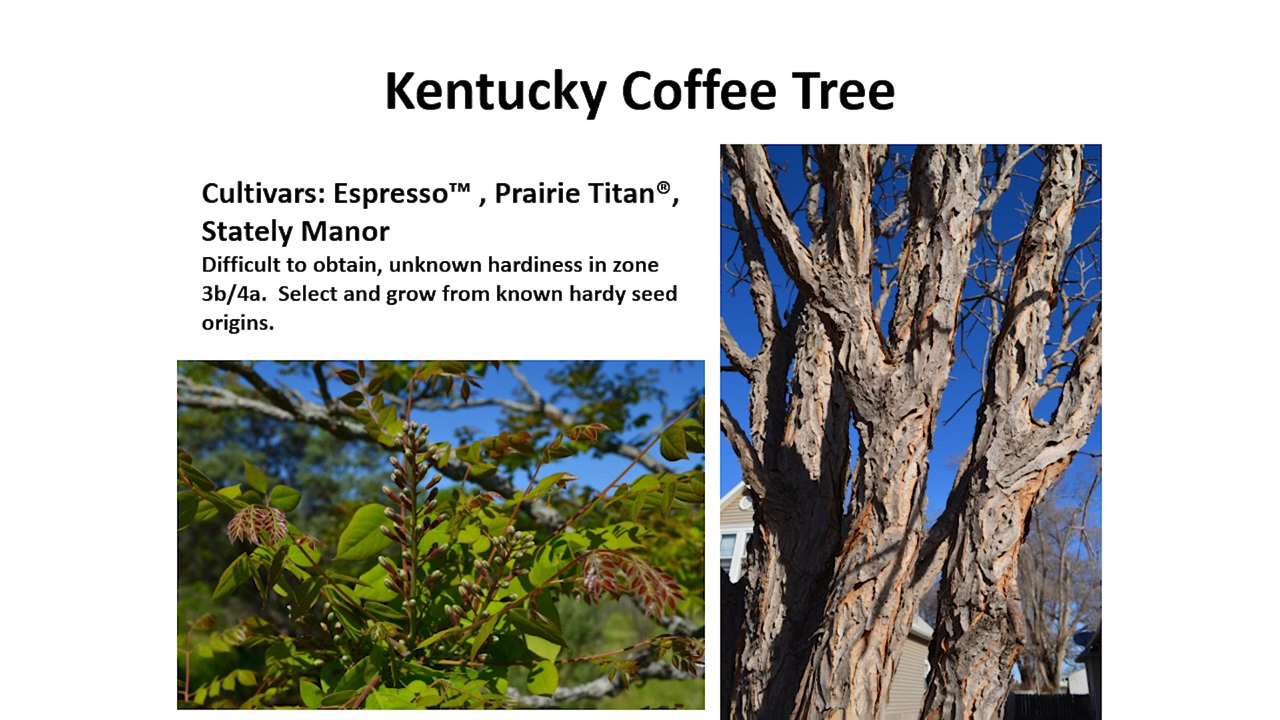 Kentucky Coffee Tree
Cultivars: Espresso™ , Prairie Titan®,
Stately Manor
Difficult to obtain, unknown hardiness in zone
3b/4a.  Select and grow from known hardy seed
origins.